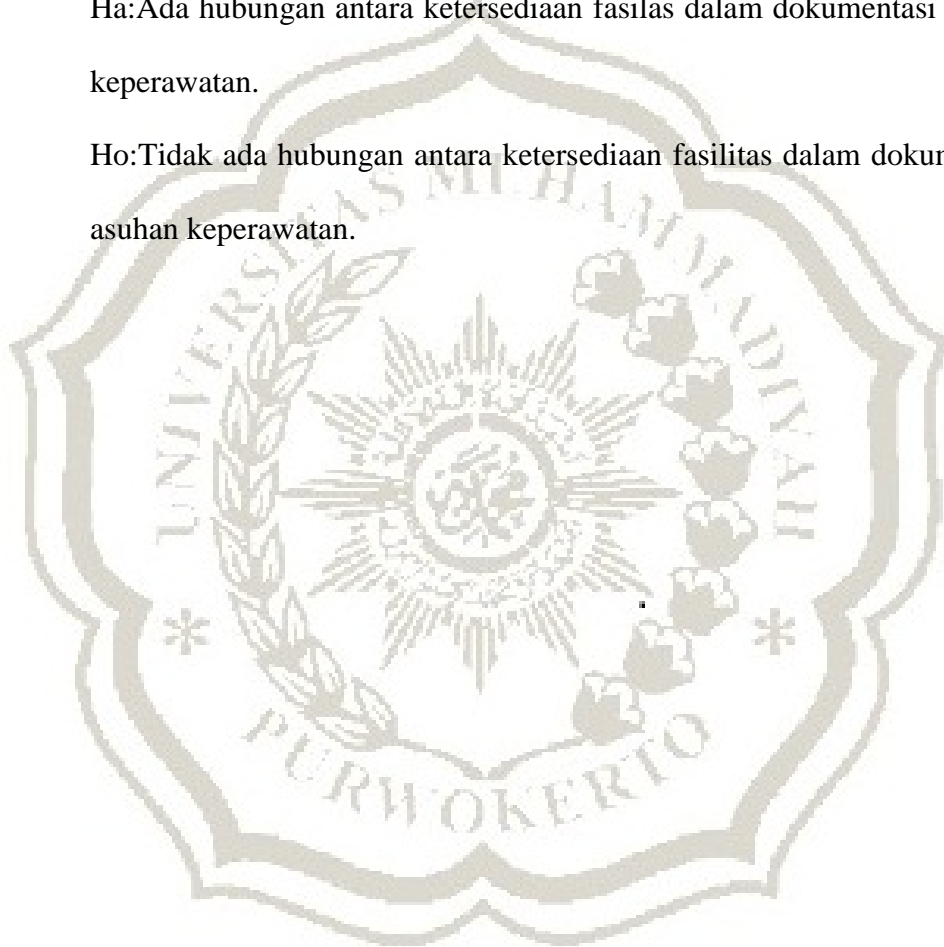 Ha:Ada hubungan antara ketersediaan fasilas dalam dokumentasi
keperawatan.
Ho:Tidak ada hubungan antara ketersediaan fasilitas dalam
asuhan keperawatan.
UNIVERSITAS MUHAMMADIYAH
PURWOKERTO